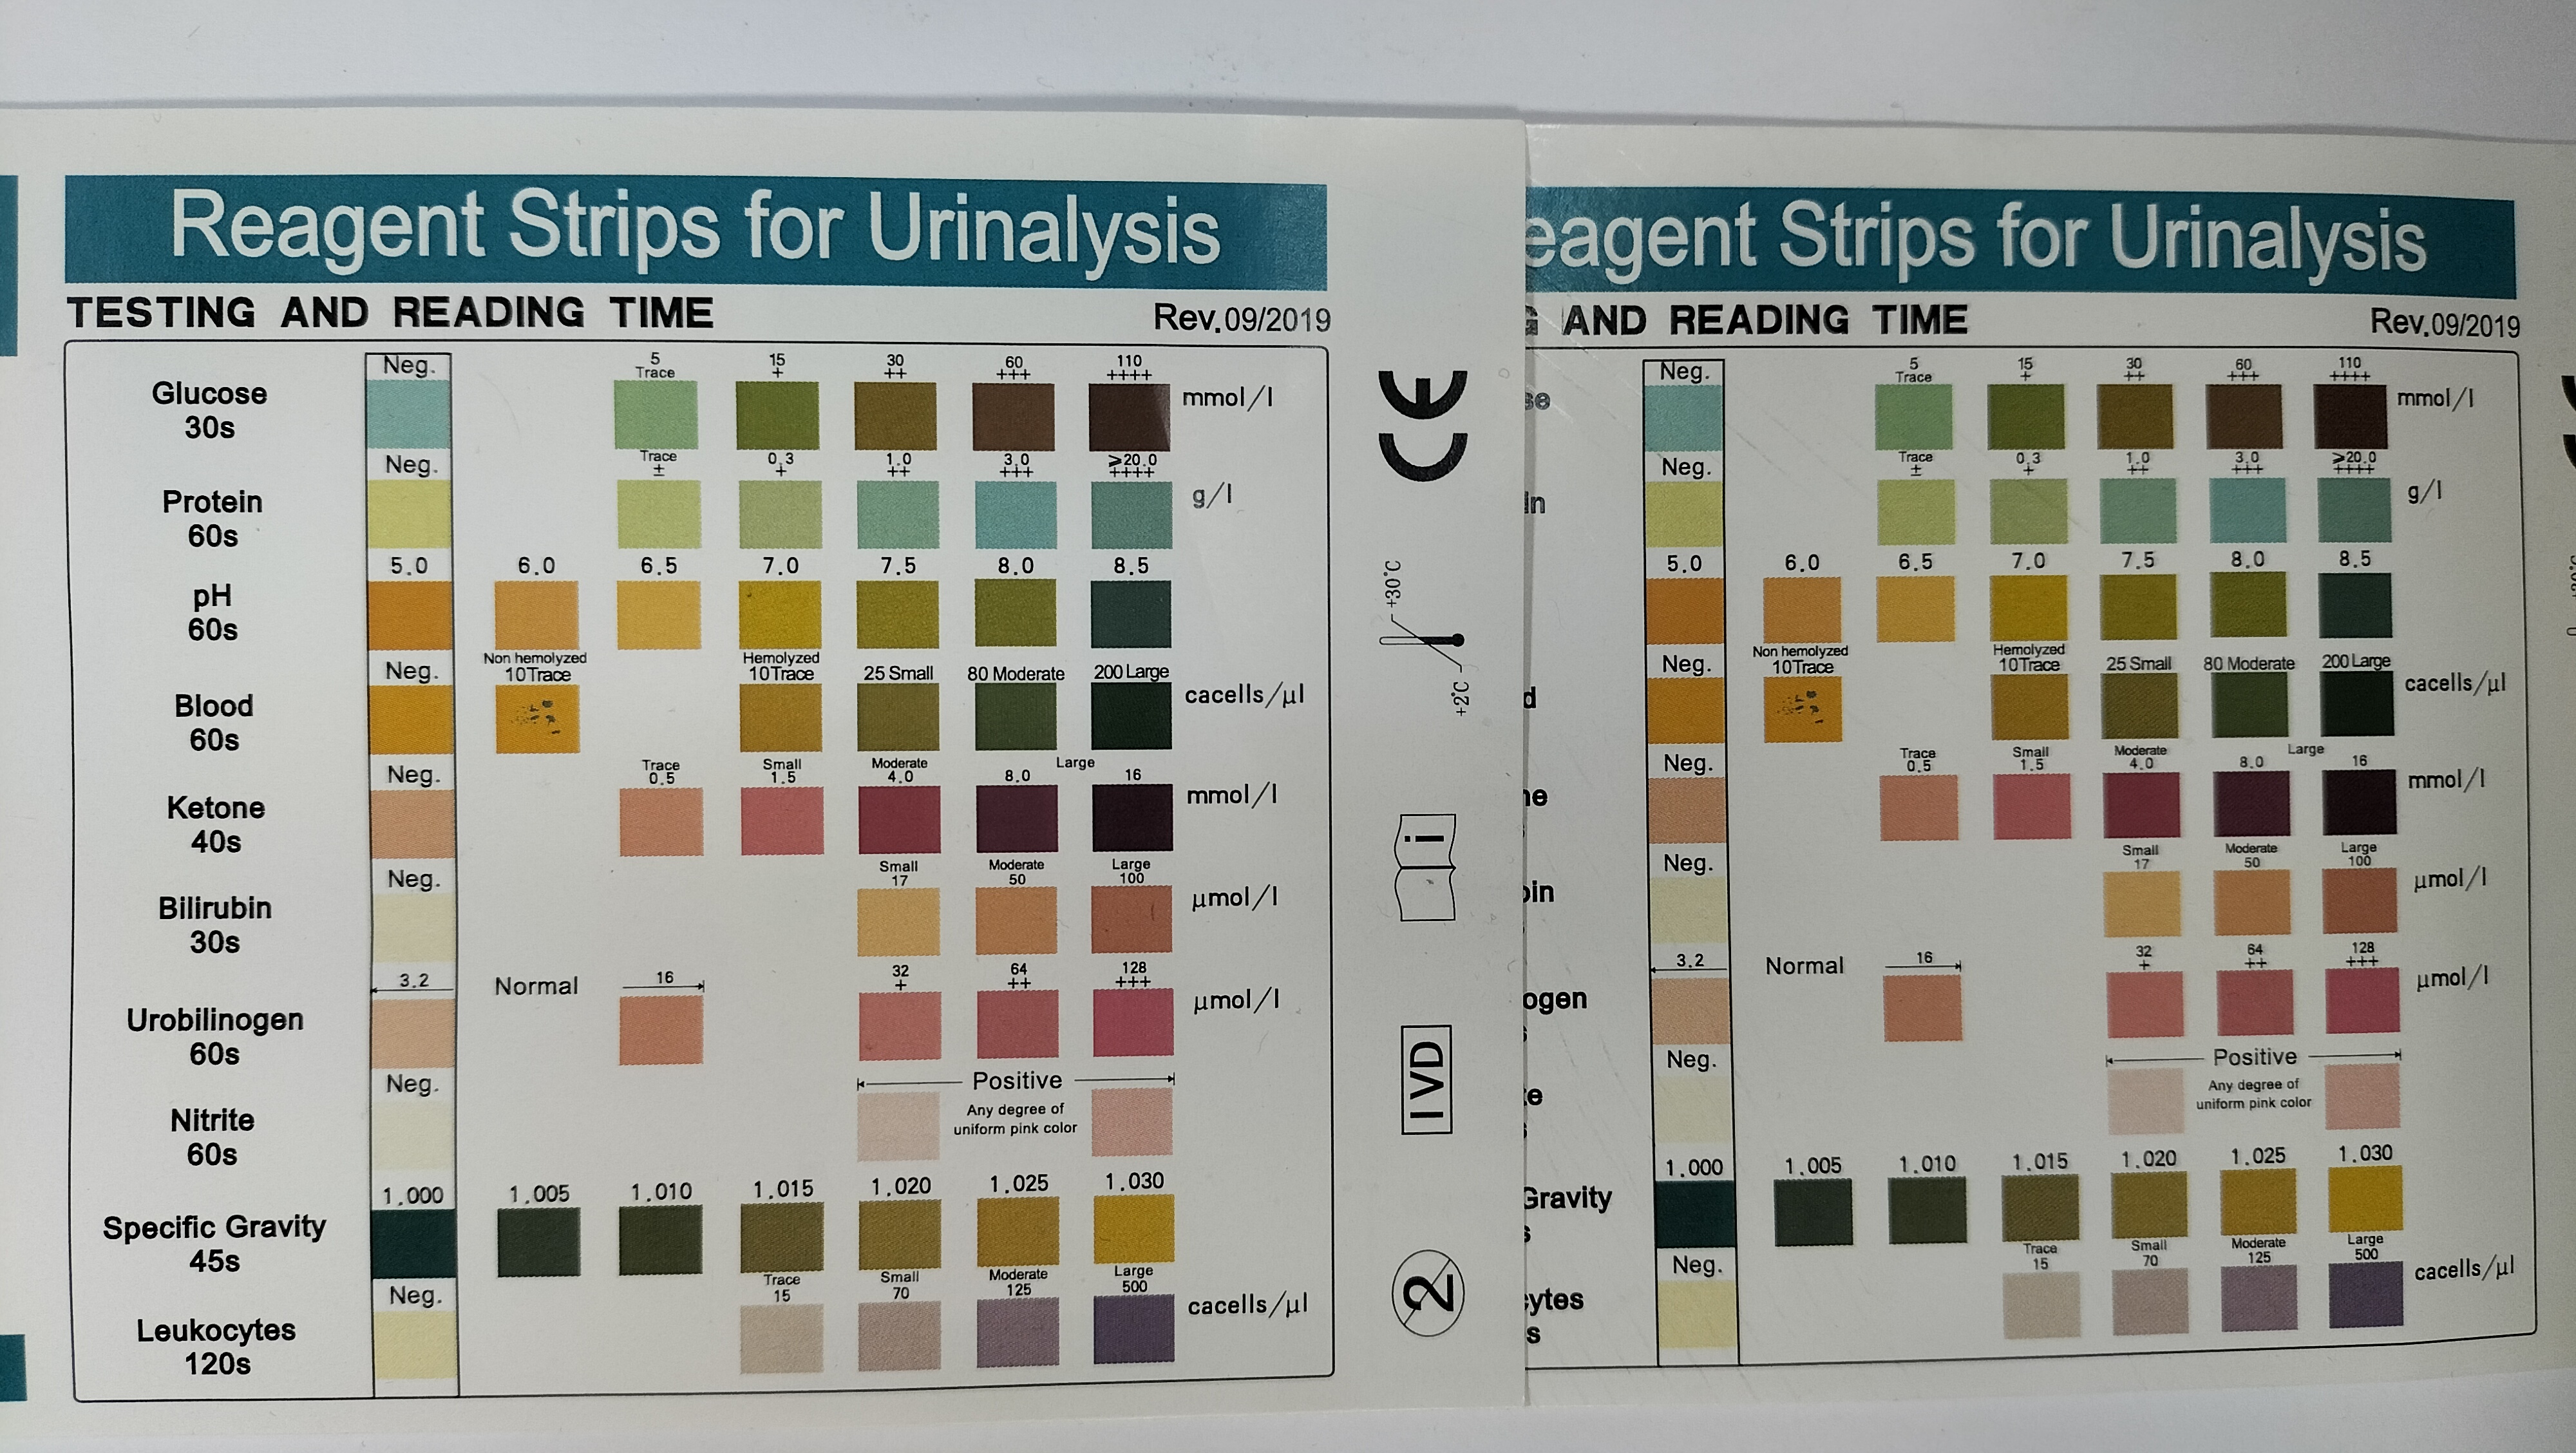 Reagent Strips for Urinalysis
TESTING AND READING TIME Rev.09/2019
Neg. 5 15 30 60 110
Trace + ++ +++ ++++
Glucose mmol/l
30s
Neg. Trace 0.3 1.0 3.0 ≥20.0
± + ++ +++ ++++
Protein g/l
60s
5.0 6.0 6.5 7.0 7.5 8.0 8.5
pH
60s
Neg. Non hemolyzed Hemolyzed
10Trace 10Trace 25 Small 80 Moderate 200 Large
Blood cacells/μl
60s
Neg. Trace Small Moderate Large
0.5 1.5 4.0 8.0 16
Ketone mmol/l
40s
Neg. Small Moderate Large
17 50 100
Bilirubin μmol/l
30s
3.2 Normal 16 32 64 128
+ ++ +++
Urobilinogen μmol/l
60s
Neg. Positive
Nitrite Any degree of
60s uniform pink color
1.000 1.005 1.010 1.015 1.020 1.025 1.030
Specific Gravity
45s
Neg. Trace Small Moderate Large
15 70 125 500
Leukocytes cacells/μl
120s
CE
+30°C
+2°C
i
IVD
2
eagent Strips for Urinalysis
G AND READING TIME Rev.09/2019
Neg. 5 15 30 60 110
Trace + ++ +++ ++++
se mmol/l
Neg. Trace 0.3 1.0 3.0 ≥20.0
± + ++ +++ ++++
in g/l
5.0 6.0 6.5 7.0 7.5 8.0 8.5
Neg. Non hemolyzed Hemolyzed
10Trace 10Trace 25 Small 80 Moderate 200 Large
d cacells/μl
Neg. Trace Small Moderate Large
0.5 1.5 4.0 8.0 16
ne mmol/l
Neg. Small Moderate Large
17 50 100
bin μmol/l
3.2 Normal 16 32 64 128
+ ++ +++
ogen μmol/l
s
Neg. Positive
te Any degree of
s uniform pink color
1.000 1.005 1.010 1.015 1.020 1.025 1.030
Gravity
s
Neg. Trace Small Moderate Large
15 70 125 500
cytes cacells/μl
s